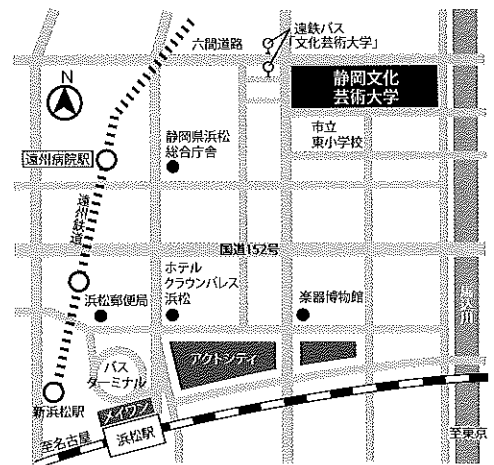 六間道路
遠鉄バス
「文化芸術大学」
N
静岡文化
芸術大学
市立
東小学校
静岡県浜松
総合庁舎
遠州病院駅
遠州鉄道
国道152号
ホテル
クラウンパレス
浜松
浜松郵便局
楽器博物館
アクトシティ
バス
ターミナル
新浜松駅
メイワン
浜松駅
至名古屋
至東京